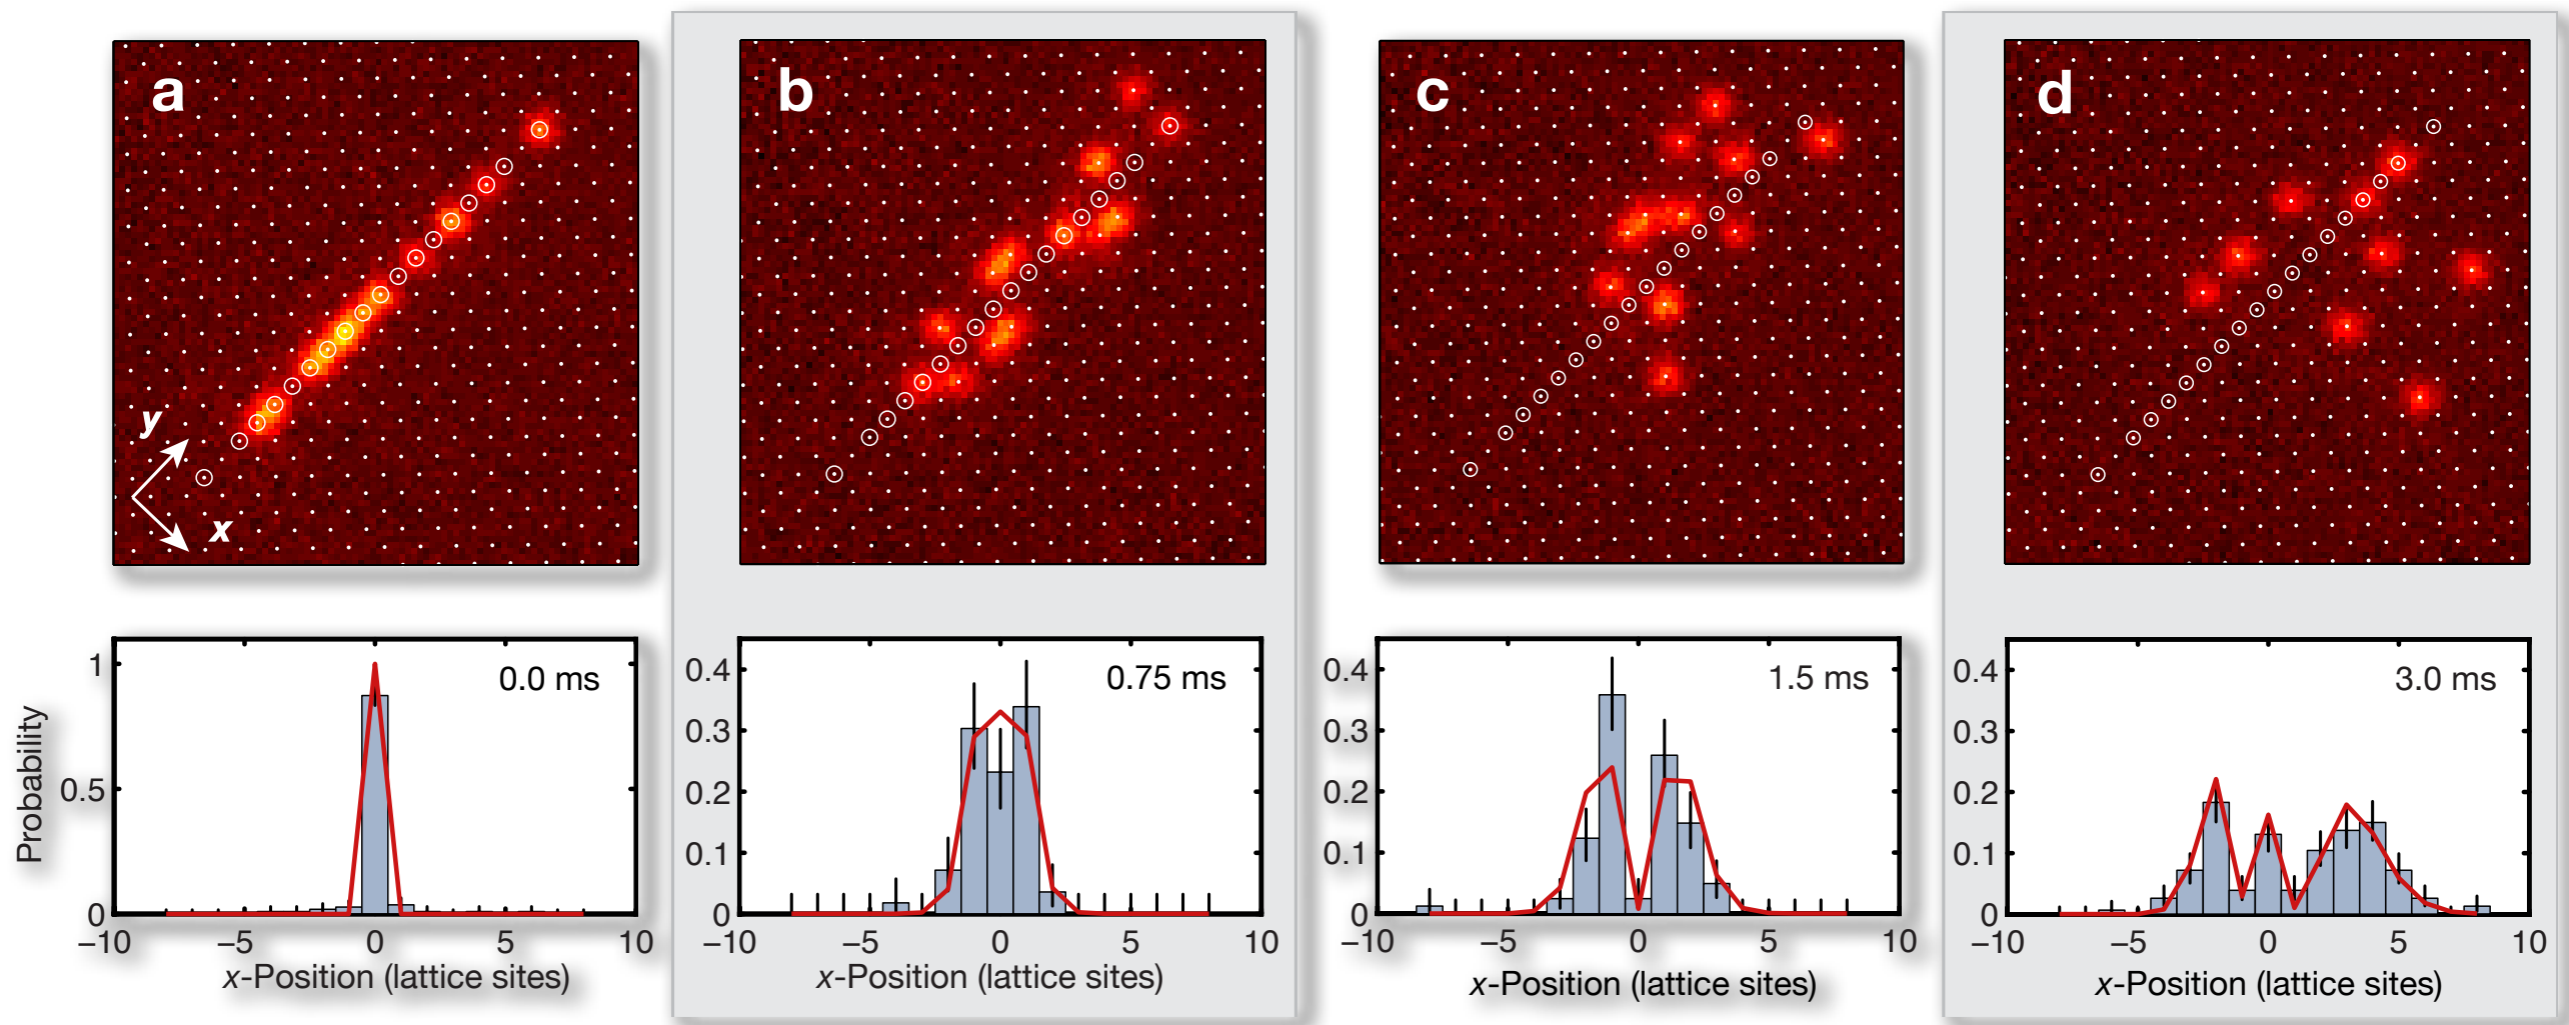 a
b
c
d
y
x
Probability
1
0.5
0
0.0 ms
−10 −5 0 5 10
x-Position (lattice sites)
0.4
0.3
0.2
0.1
0
0.75 ms
−10 −5 0 5 10
x-Position (lattice sites)
0.4
0.3
0.2
0.1
0
1.5 ms
−10 −5 0 5 10
x-Position (lattice sites)
0.4
0.3
0.2
0.1
0
3.0 ms
−10 −5 0 5 10
x-Position (lattice sites)